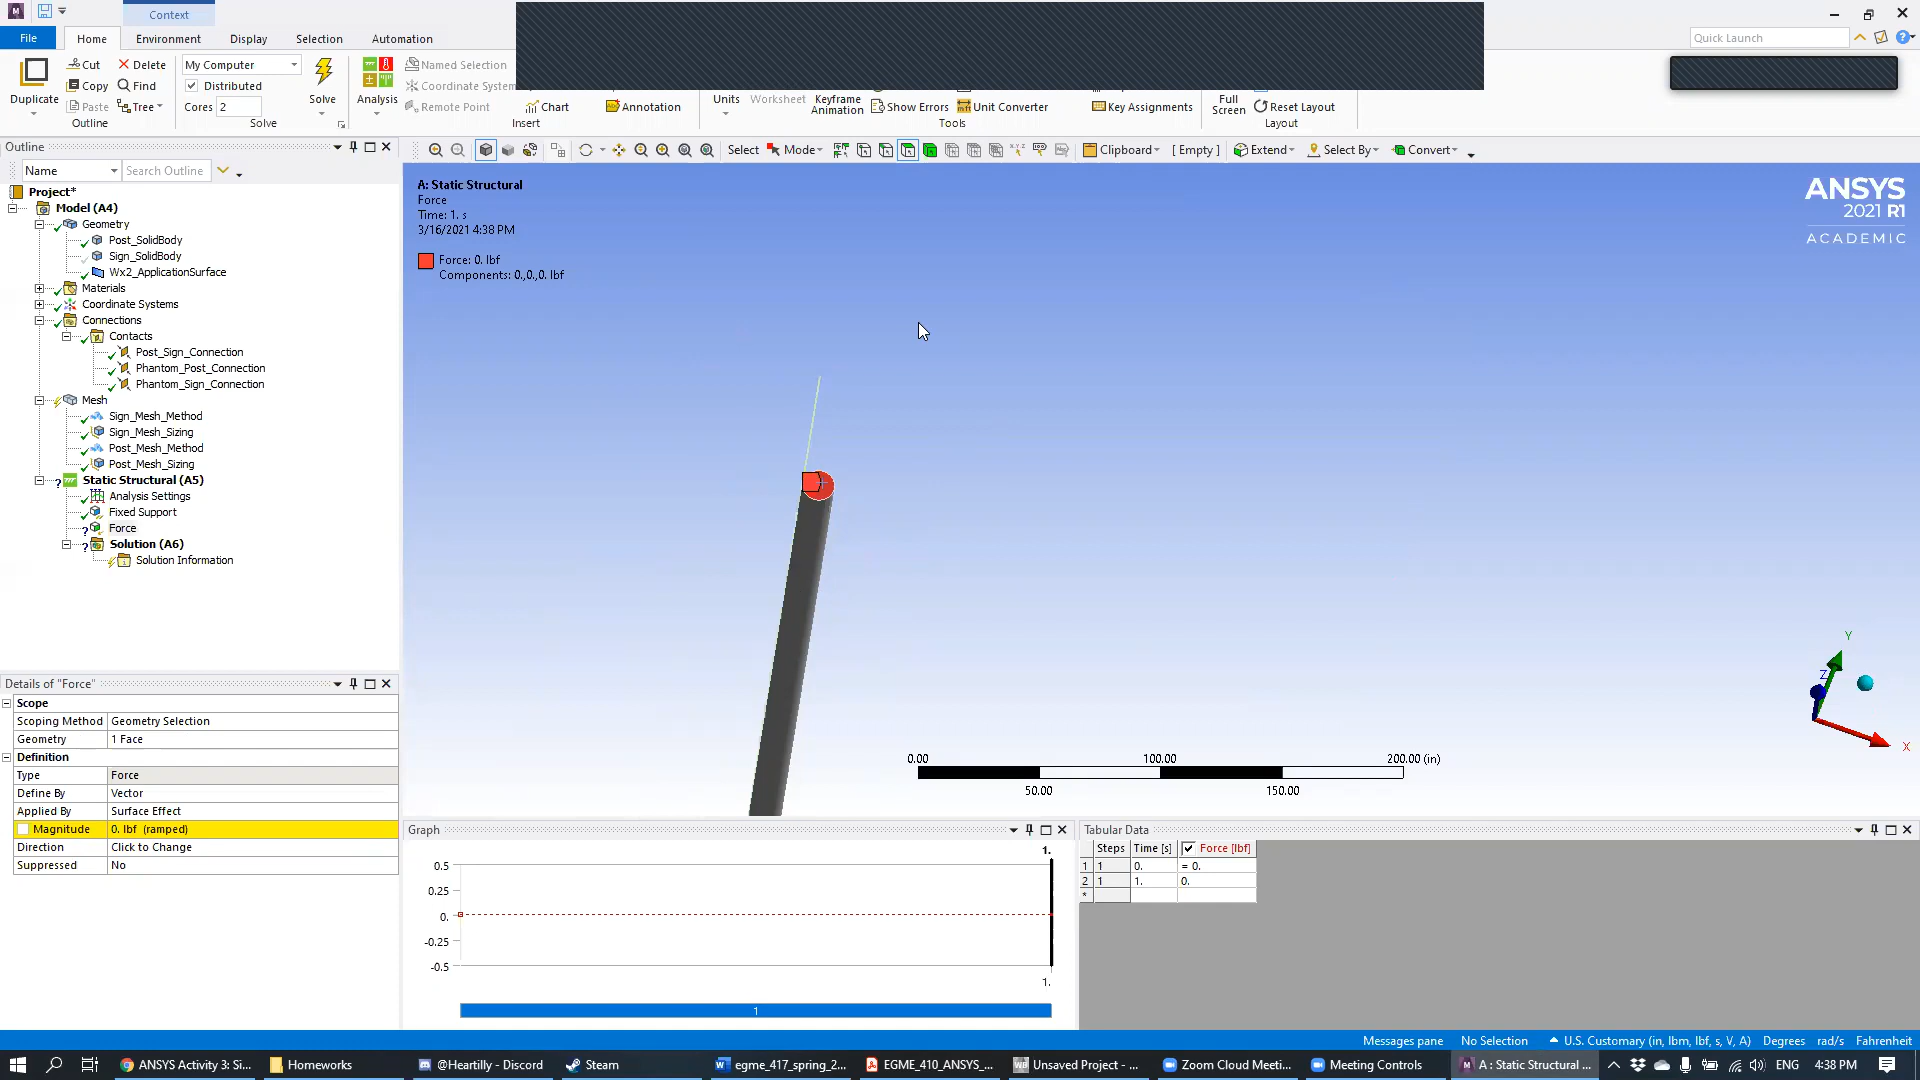 Context
File
Home
Environment
Display
Selection
Automation
Quick Launch
Duplicate
Cut
Copy
Paste
Delete
Find
Tree
Outline
My Computer
Distributed
Cores 2
Solve
Solve
Analysis
Named Selection
Coordinate System
Remote Point
Chart
Annotation
Insert
Units
Worksheet
Keyframe
Animation
Show Errors
Unit Converter
Key Assignments
Tools
Full
Screen
Reset Layout
Layout
Outline
Name
Search Outline
Select
Mode
Clipboard
[ Empty ]
Extend
Select By
Convert
Project*
Model (A4)
Geometry
Post_SolidBody
Sign_SolidBody
Wx2_ApplicationSurface
Materials
Coordinate Systems
Connections
Contacts
Post_Sign_Connection
Phantom_Post_Connection
Phantom_Sign_Connection
Mesh
Sign_Mesh_Method
Sign_Mesh_Sizing
Post_Mesh_Method
Post_Mesh_Sizing
Static Structural (A5)
Analysis Settings
Fixed Support
Force
Solution (A6)
Solution Information
A: Static Structural
Force
Time: 1. s
3/16/2021 4:38 PM
Force: 0. lbf
Components: 0.,0.,0. lbf
ANSYS
2021 R1
ACADEMIC
Y
Z
X
0.00 100.00 200.00 (in)
50.00 150.00
Details of "Force"
Scope
Scoping Method Geometry Selection
Geometry 1 Face
Definition
Type Force
Define By Vector
Applied By Surface Effect
Magnitude 0. lbf (ramped)
Direction Click to Change
Suppressed No
Graph
1.
0.5
0.25
0.
-0.25
-0.5
1.
1
Tabular Data
Steps Time [s] Force [lbf]
1 1 0. = 0.
2 1 1. 0.
*
Messages pane No Selection U.S. Customary (in, lbm, lbf, s, V, A) Degrees rad/s Fahrenheit
ANSYS Activity 3: Si... Homeworks @Heartilly - Discord Steam egme_417_spring_2... EGME_410_ANSYS_... Unsaved Project - ... Zoom Cloud Meeti... Meeting Controls A : Static Structural ... ENG 4:38 PM